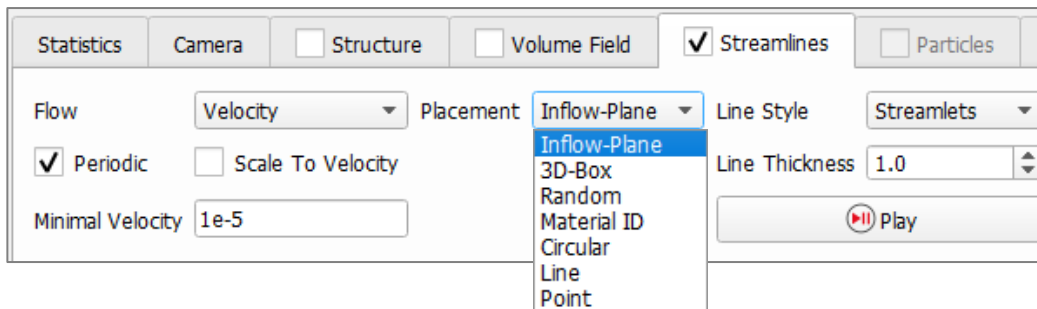 Statistics Camera Structure Volume Field Streamlines Particles
Flow Velocity Placement Inflow-Plane Line Style Streamlets
Periodic Scale To Velocity Inflow-Plane Line Thickness 1.0
3D-Box
Random
Minimal Velocity 1e-5 Material ID Play
Circular
Line
Point